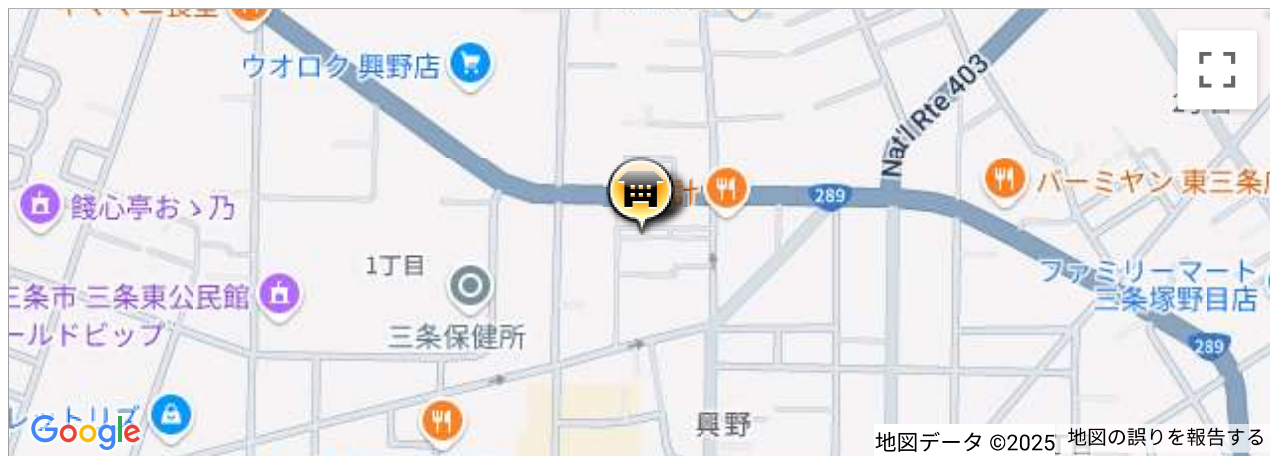 ウオロク 興野店
Nat'l Rte 403
計
289
バーミヤン 東三条店
餞心亭おゝ乃
1丁目
ファミリーマート
三条塚野目店
三条市 三条東公民館
ールドビップ
三条保健所
289
興野
Google
地図データ ©2025
地図の誤りを報告する